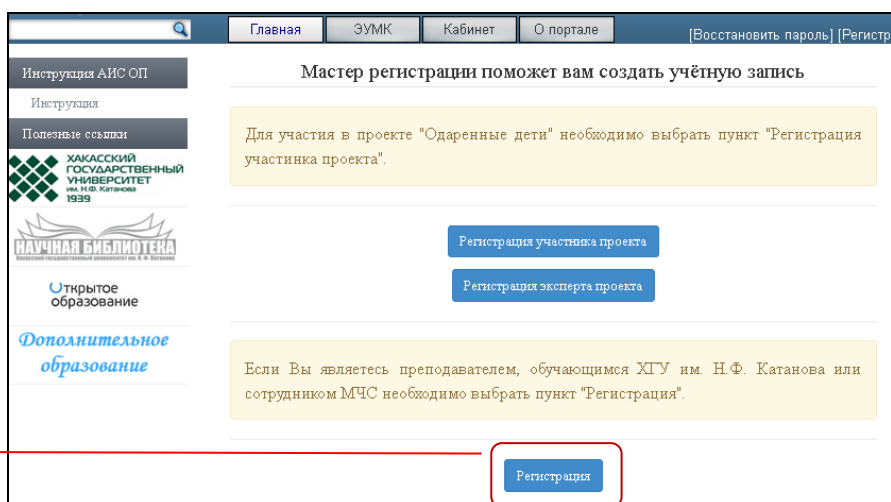 Главная ЭУМК Кабинет О портале
[Восстановить пароль] [Регистр
Инструкция АИС ОП
Инструкция
Полезные ссылки
ХАКАССКИЙ
ГОСУДАРСТВЕННЫЙ
УНИВЕРСИТЕТ
им. Н.Ф. Катанова
1939
НАУЧНАЯ БИБЛИОТЕКА
Открытое
образование
Дополнительное
образование
Мастер регистрации поможет вам создать учётную запись
Для участия в проекте "Одаренные дети" необходимо выбрать пункт "Регистрация
участинка проекта".
Регистрация участника проекта
Регистрация эксперта проекта
Если Вы являетесь преподавателем, обучающимся ХГУ им. Н.Ф. Катанова или
сотрудником МЧС необходимо выбрать пункт "Регистрация".
Регистрация